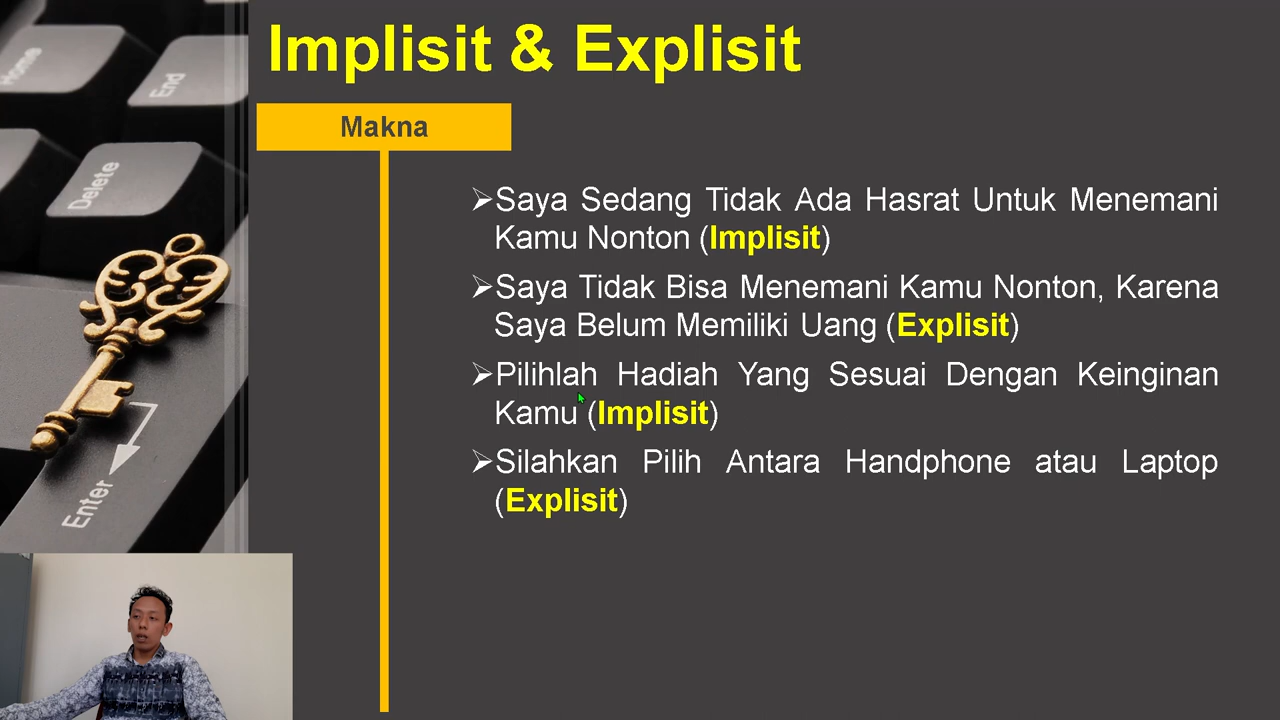 Implisit & Explisit
Makna
➢Saya Sedang Tidak Ada Hasrat Untuk Menemani
Kamu Nonton (Implisit)
➢Saya Tidak Bisa Menemani Kamu Nonton, Karena
Saya Belum Memiliki Uang (Explisit)
➢Pilihlah Hadiah Yang Sesuai Dengan Keinginan
Kamu (Implisit)
➢Silahkan Pilih Antara Handphone atau Laptop
(Explisit)
Home
End
Delete
Enter